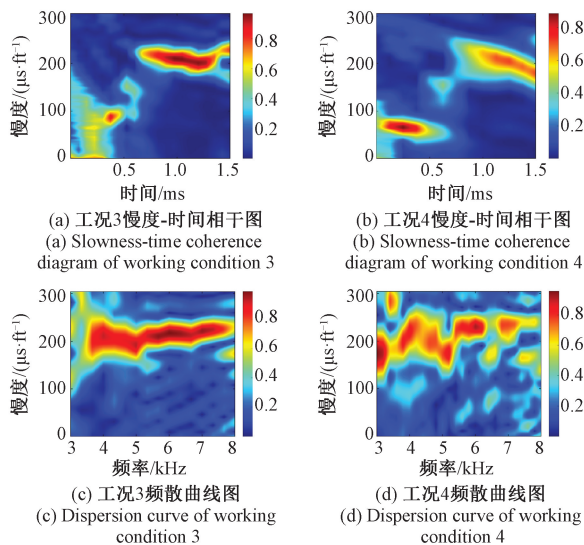 慢度/(μs·ft⁻¹)
300
200
100
0
0.5
1.0
1.5
时间/ms
0.8
0.6
0.4
0.2
(a) 工况3慢度-时间相干图
(a) Slowness-time coherence
diagram of working condition 3
慢度/(μs·ft⁻¹)
300
200
100
0
0.5
1.0
1.5
时间/ms
0.8
0.6
0.4
0.2
(b) 工况4慢度-时间相干图
(b) Slowness-time coherence
diagram of working condition 4
慢度/(μs·ft⁻¹)
300
200
100
0
3 4 5 6 7 8
频率/kHz
0.8
0.6
0.4
0.2
(c) 工况3频散曲线图
(c) Dispersion curve of working
condition 3
慢度/(μs·ft⁻¹)
300
200
100
0
3 4 5 6 7 8
频率/kHz
0.8
0.6
0.4
0.2
(d) 工况4频散曲线图
(d) Dispersion curve of working
condition 4